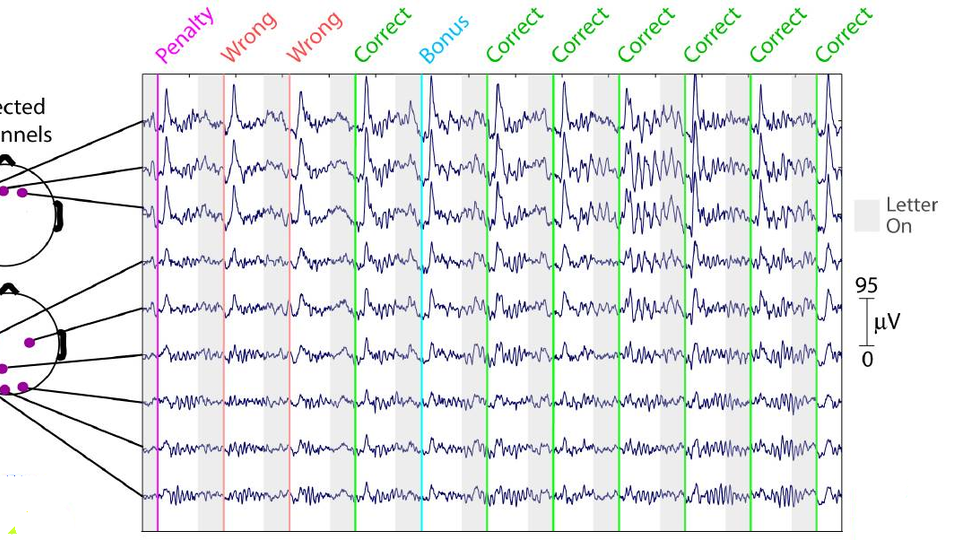 Penalty
Wrong
Wrong
Correct
Bonus
Correct
Correct
Correct
Correct
Correct
Correct
ected
nnels
Letter
On
95
μV
0